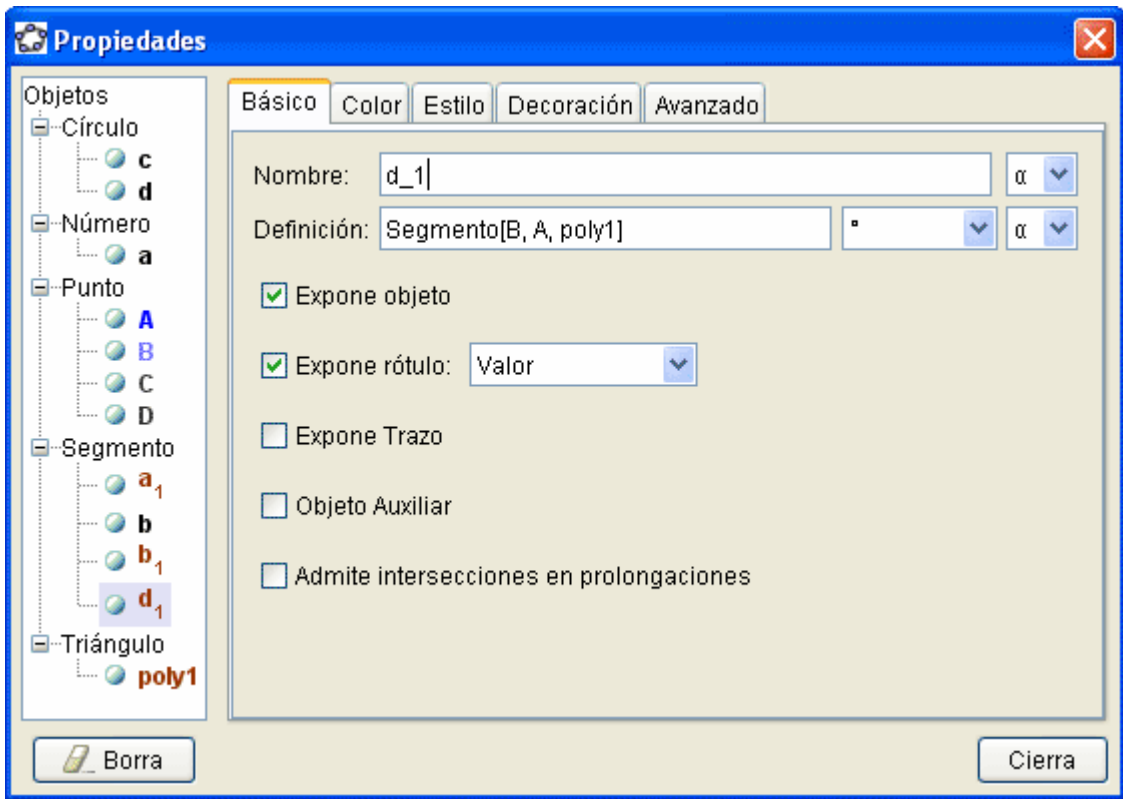 Propiedades
Objetos
Círculo
c
d
Número
a
Punto
A
B
C
D
Segmento
a₁
b
b₁
d₁
Triángulo
poly1
Básico Color Estilo Decoración Avanzado
Nombre: d_1 α
Definición: Segmento[B, A, poly1] ° α
Expone objeto
Expone rótulo: Valor
Expone Trazo
Objeto Auxiliar
Admite intersecciones en prolongaciones
Borra
Cierra